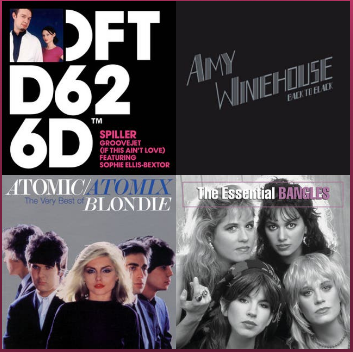 DFT
D62
6D™
SPILLER
GROOVEJET
(IF THIS AIN'T LOVE)
FEATURING
SOPHIE ELLIS-BEXTOR
AMY
WINEHOUSE
BACK TO BLACK
ATOMIC/ATOMIX
The Very Best of
BLONDIE
The Essential BANGLES